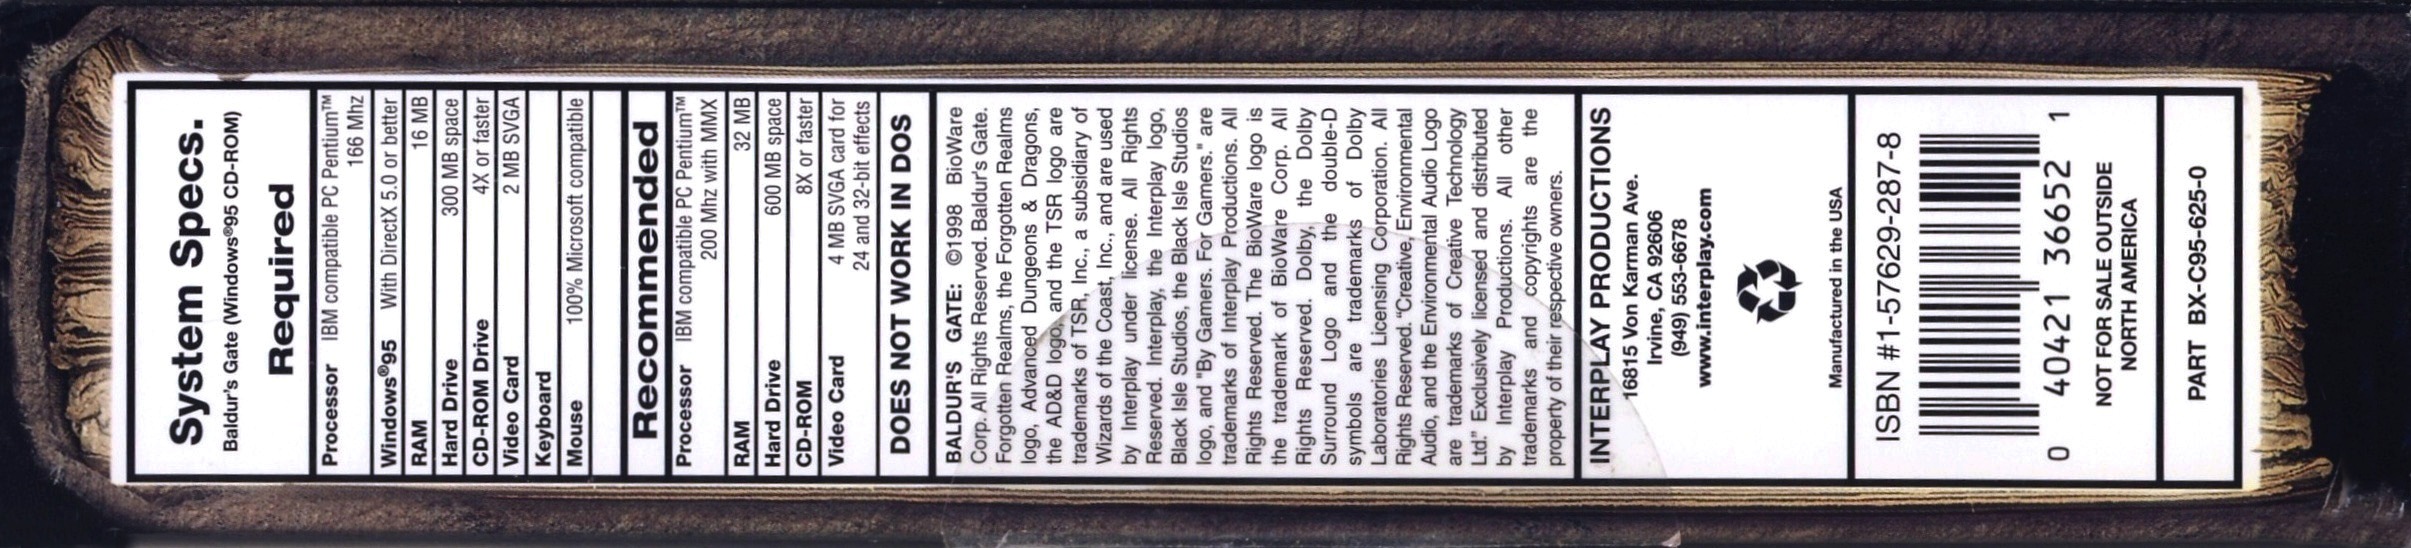 System Specs.
Baldur's Gate (Windows®95 CD-ROM)
Required
Processor IBM compatible PC Pentium™
166 Mhz
Windows®95 With DirectX 5.0 or better
RAM 16 MB
Hard Drive 300 MB space
CD-ROM Drive 4X or faster
Video Card 2 MB SVGA
Keyboard
Mouse 100% Microsoft compatible
Recommended
Processor IBM compatible PC Pentium™
200 Mhz with MMX
RAM 32 MB
Hard Drive 600 MB space
CD-ROM 8X or faster
Video Card 4 MB SVGA card for
24 and 32-bit effects
DOES NOT WORK IN DOS
BALDUR'S GATE: ©1998 BioWare
Corp. All Rights Reserved. Baldur's Gate.
Forgotten Realms, the Forgotten Realms
logo, Advanced Dungeons & Dragons,
the AD&D logo, and the TSR logo are
trademarks of TSR, Inc., a subsidiary of
Wizards of the Coast, Inc., and are used
by Interplay under license. All Rights
Reserved. Interplay, the Interplay logo,
Black Isle Studios, the Black Isle Studios
logo, and "By Gamers. For Gamers." are
trademarks of Interplay Productions. All
Rights Reserved. The BioWare logo is
the trademark of BioWare Corp. All
Rights Reserved. Dolby, the Dolby
Surround Logo and the double-D
symbols are trademarks of Dolby
Laboratories Licensing Corporation. All
Rights Reserved. "Creative, Environmental
Audio, and the Environmental Audio Logo
are trademarks of Creative Technology
Ltd." Exclusively licensed and distributed
by Interplay Productions. All other
trademarks and copyrights are the
property of their respective owners.
INTERPLAY PRODUCTIONS
16815 Von Karman Ave.
Irvine, CA 92606
(949) 553-6678
www.interplay.com
Manufactured in the USA
ISBN #1-57629-287-8
0 40421 36652 1
NOT FOR SALE OUTSIDE
NORTH AMERICA
PART BX-C95-625-0